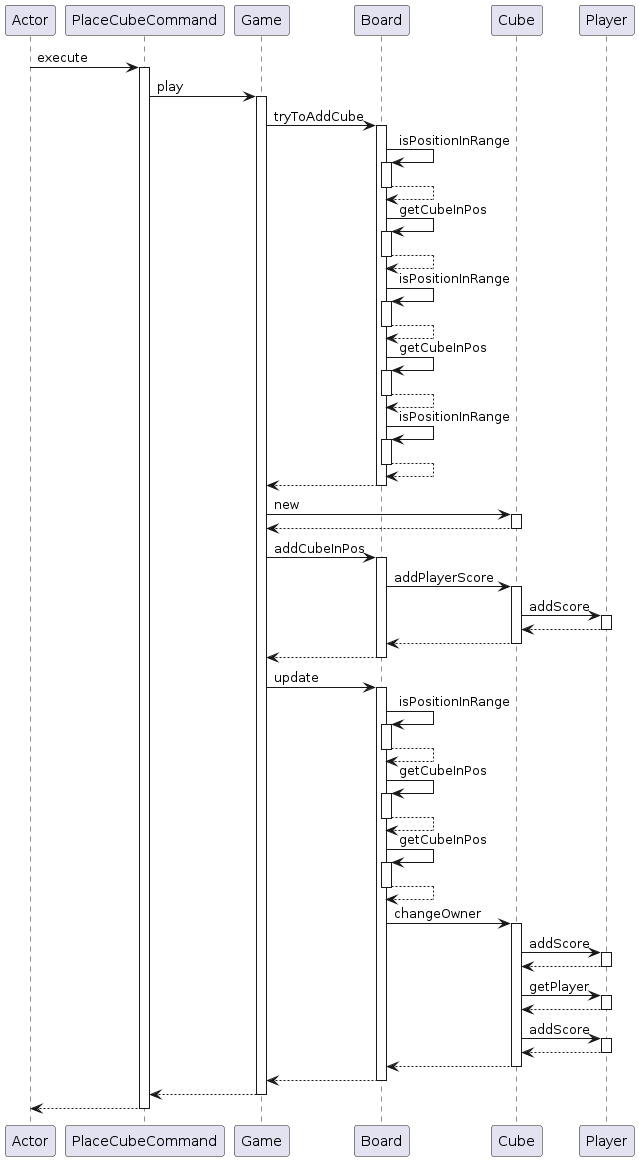 Actor PlaceCubeCommand Game Board Cube Player
execute
play
tryToAddCube
isPositionInRange
getCubeInPos
isPositionInRange
getCubeInPos
isPositionInRange
new
addCubeInPos
addPlayerScore
addScore
update
isPositionInRange
getCubeInPos
getCubeInPos
changeOwner
addScore
getPlayer
addScore
Actor PlaceCubeCommand Game Board Cube Player